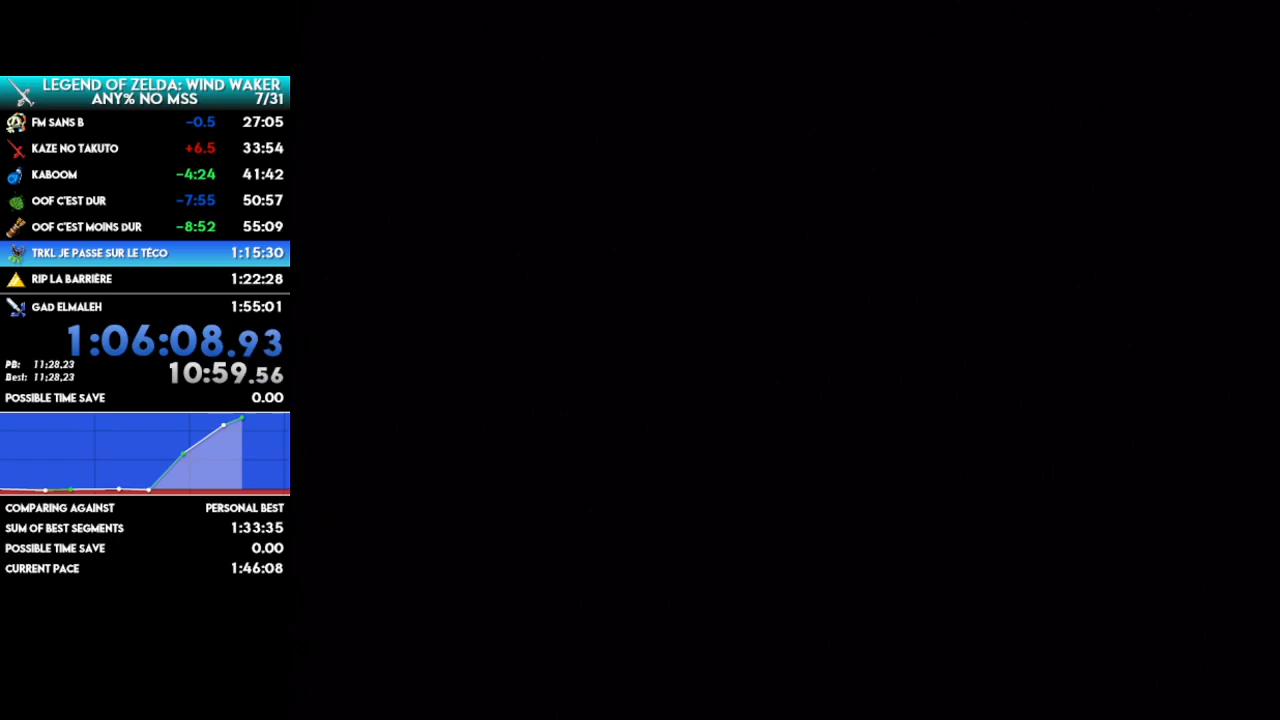 LEGEND OF ZELDA: WIND WAKER
ANY% NO MSS 7/31
FM SANS B -0.5 27:05
KAZE NO TAKUTO +6.5 33:54
KABOOM -4:24 41:42
OOF C'EST DUR -7:55 50:57
OOF C'EST MOINS DUR -8:52 55:09
TRKL JE PASSE SUR LE TÉCO 1:15:30
RIP LA BARRIÈRE 1:22:28
GAD ELMALEH 1:55:01
1:06:08.93
PB: 11:28.23
Best: 11:28.23
10:59.56
POSSIBLE TIME SAVE 0.00
COMPARING AGAINST PERSONAL BEST
SUM OF BEST SEGMENTS 1:33:35
POSSIBLE TIME SAVE 0.00
CURRENT PACE 1:46:08